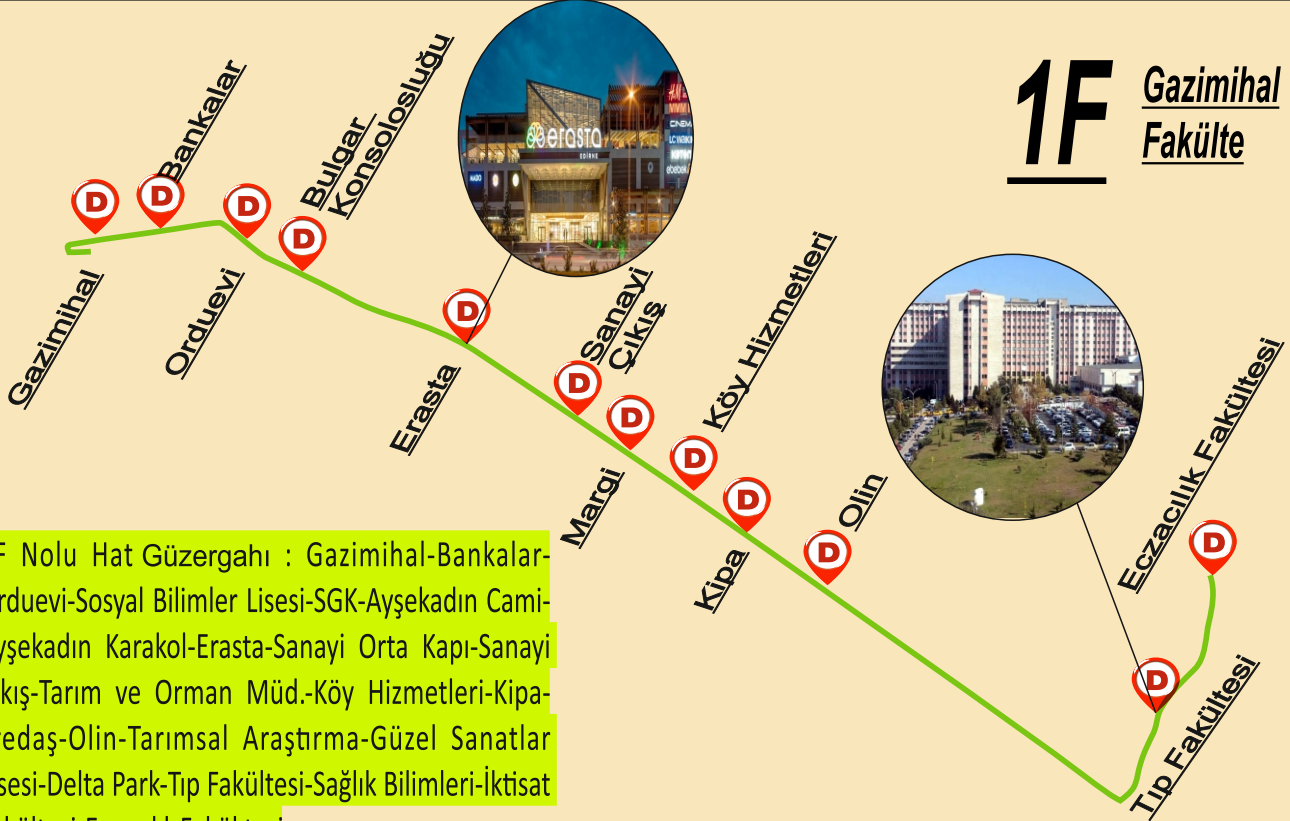 1F
Gazimihal
Fakülte
Bankalar
Bulgar
Konsolosluğu
erasta
EDİRNE
H&M
CINEMA
MADO
Sanayi
Çıkış
Köy Hizmetleri
Olin
Eczacılık Fakültesi
Gazimihal
Orduevi
Erasta
Margi
Kipa
Tıp Fakültesi
D
D
D
D
D
D
D
D
D
D
D
D
F Nolu Hat Güzergahı : Gazimihal-Bankalar-
rduevi-Sosyal Bilimler Lisesi-SGK-Ayşekadın Cami-
yşekadın Karakol-Erasta-Sanayi Orta Kapı-Sanayi
kış-Tarım ve Orman Müd.-Köy Hizmetleri-Kipa-
redaş-Olin-Tarımsal Araştırma-Güzel Sanatlar
sesi-Delta Park-Tıp Fakültesi-Sağlık Bilimleri-İktisat